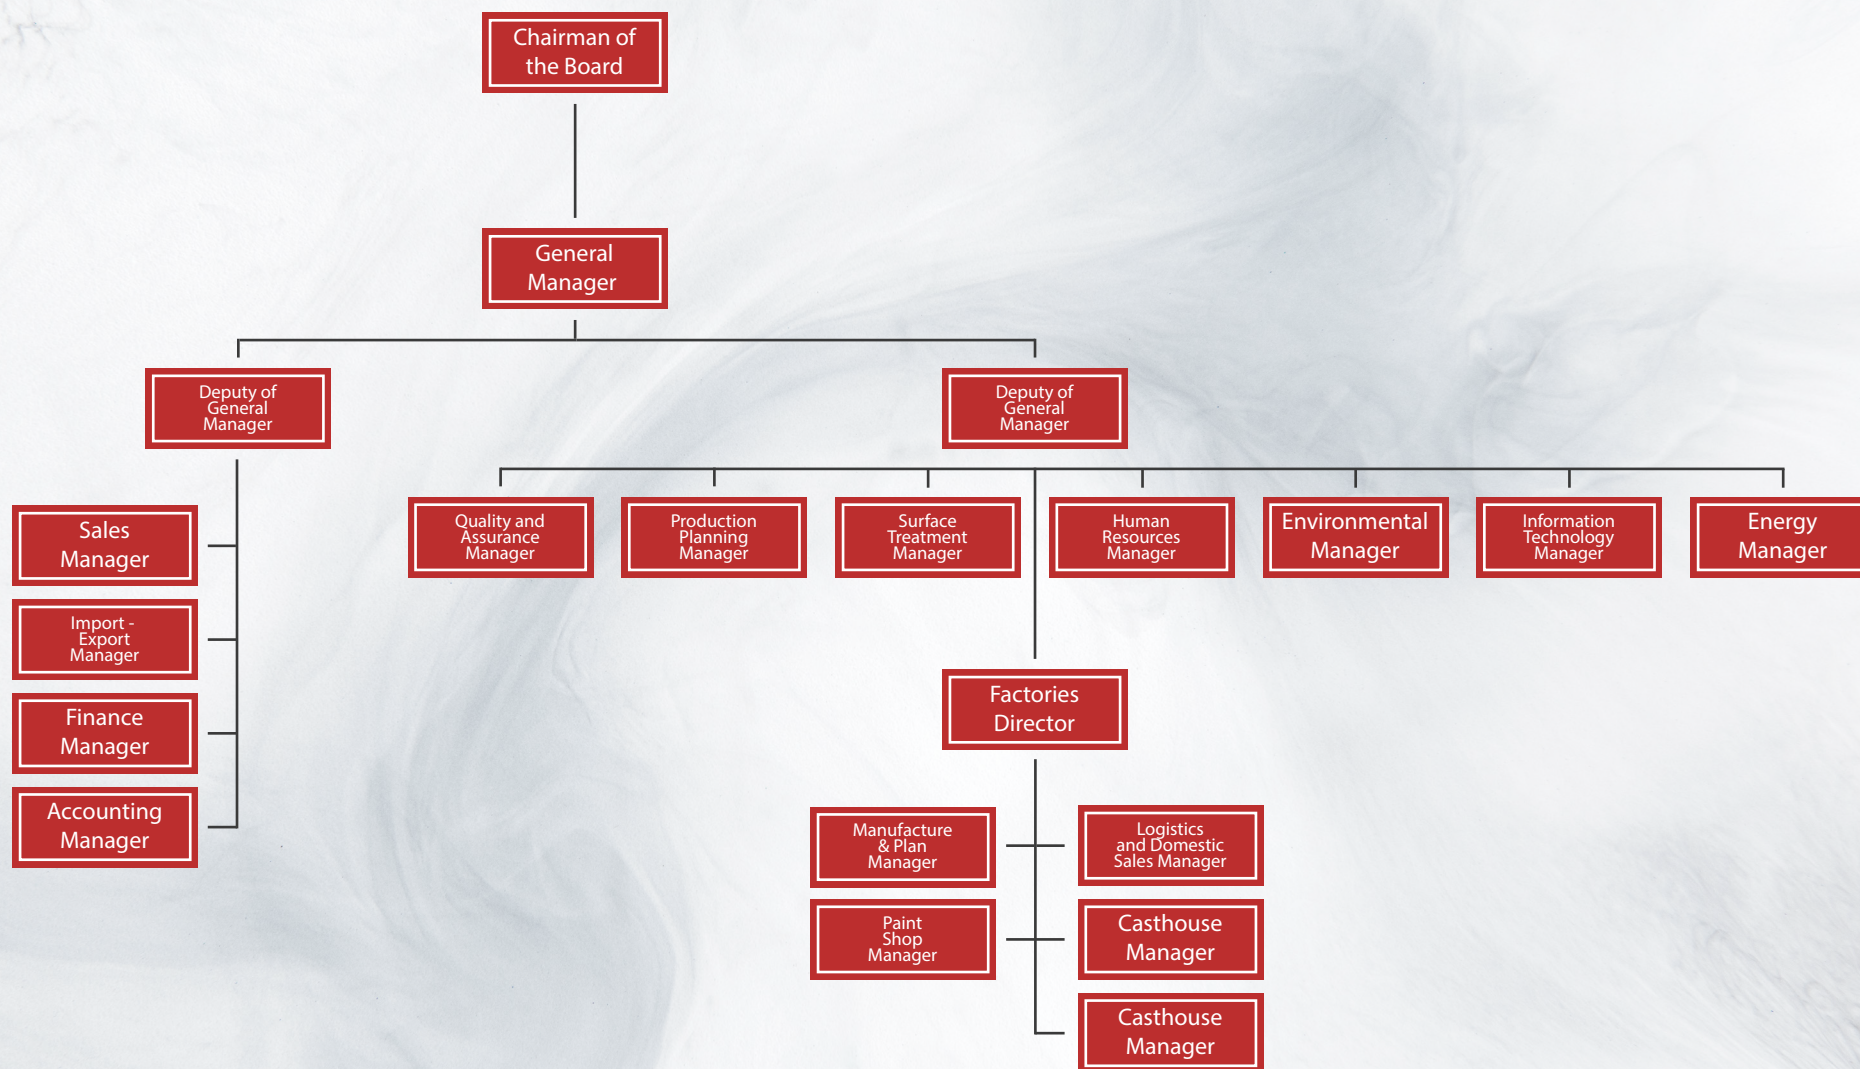 Chairman of
the Board
General
Manager
Deputy of
General
Manager
Deputy of
General
Manager
Sales
Manager
Import -
Export
Manager
Finance
Manager
Accounting
Manager
Quality and
Assurance
Manager
Production
Planning
Manager
Surface
Treatment
Manager
Human
Resources
Manager
Environmental
Manager
Information
Technology
Manager
Energy
Manager
Factories
Director
Manufacture
& Plan
Manager
Logistics
and Domestic
Sales Manager
Paint
Shop
Manager
Casthouse
Manager
Casthouse
Manager